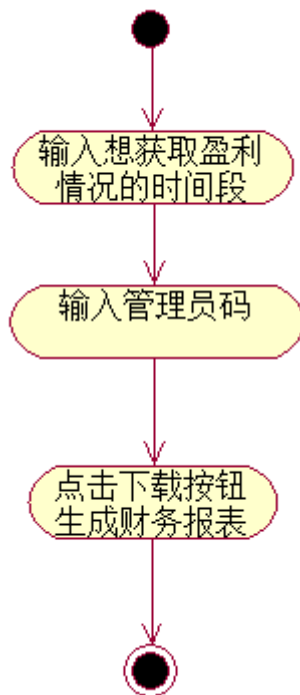 输入想获取盈利
情况的时间段
输入管理员码
点击下载按钮
生成财务报表